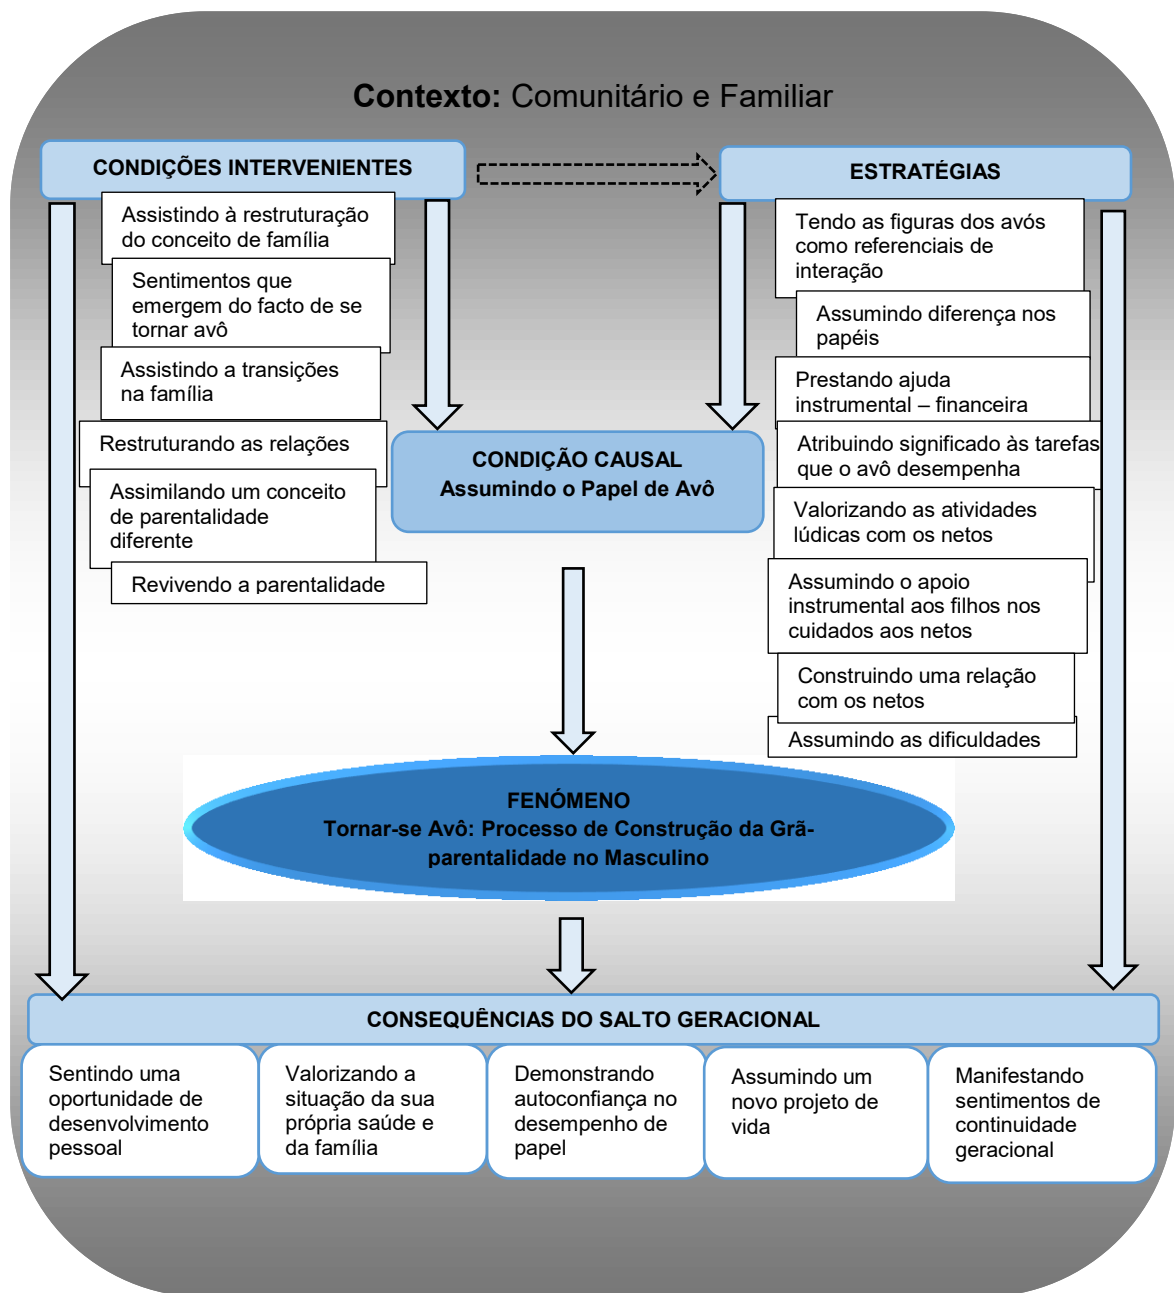 Contexto: Comunitário e Familiar
CONDIÇÕES INTERVENIENTES
Assistindo à restruturação
do conceito de família
Sentimentos que
emergem do facto de se
tornar avô
Assistindo a transições
na família
Restruturando as relações
Assimilando um conceito
de parentalidade
diferente
Revivendo a parentalidade
ESTRATÉGIAS
Tendo as figuras dos avós
como referenciais de
interação
Assumindo diferença nos
papéis
Prestando ajuda
instrumental – financeira
Atribuindo significado às tarefas
que o avô desempenha
Valorizando as atividades
lúdicas com os netos
Assumindo o apoio
instrumental aos filhos nos
cuidados aos netos
Construindo uma relação
com os netos
Assumindo as dificuldades
CONDIÇÃO CAUSAL
Assumindo o Papel de Avô
FENÓMENO
Tornar-se Avô: Processo de Construção da Grã-
parentalidade no Masculino
CONSEQUÊNCIAS DO SALTO GERACIONAL
Sentindo uma
oportunidade de
desenvolvimento
pessoal
Valorizando a
situação da sua
própria saúde e
da família
Demonstrando
autoconfiança no
desempenho de
papel
Assumindo um
novo projeto de
vida
Manifestando
sentimentos de
continuidade
geracional